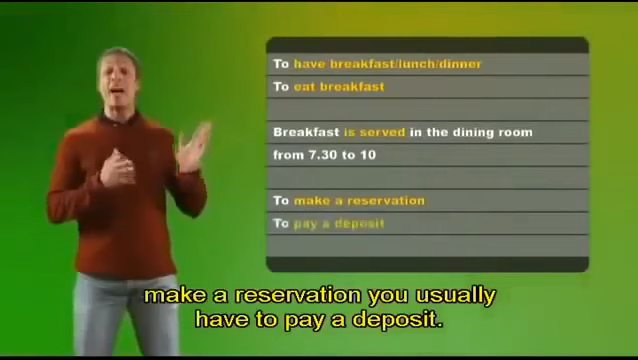 To have breakfast/lunch/dinner
To eat breakfast
Breakfast is served in the dining room
from 7.30 to 10
To make a reservation
To pay a deposit
make a reservation you usually
have to pay a deposit.